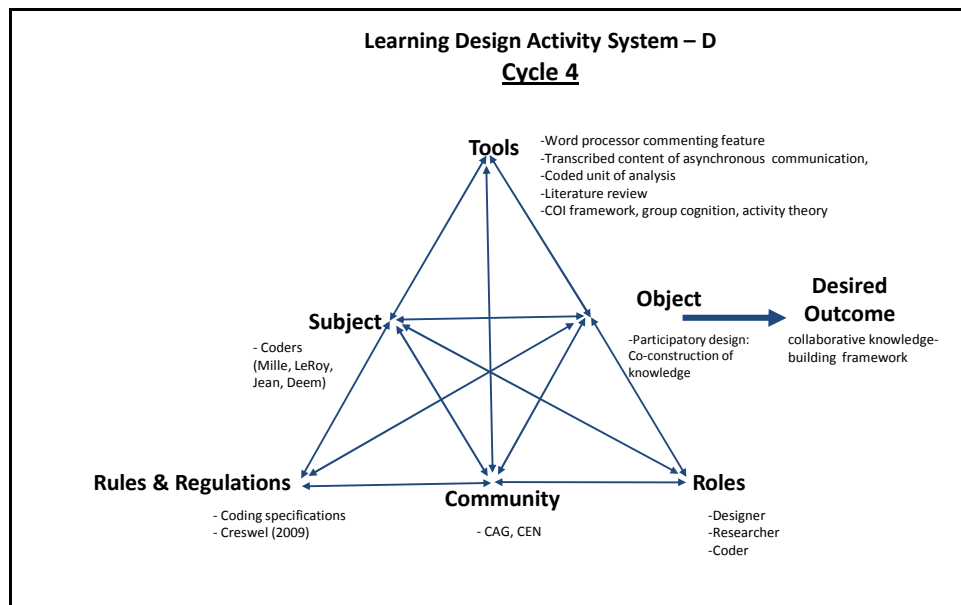 Learning Design Activity System – D
Cycle 4
Tools
-Word processor commenting feature
-Transcribed content of asynchronous communication,
-Coded unit of analysis
-Literature review
-COI framework, group cognition, activity theory
Subject
- Coders
(Mille, LeRoy,
Jean, Deem)
Object
-Participatory design:
Co-construction of
knowledge
Desired
Outcome
collaborative knowledge-
building framework
Rules & Regulations
- Coding specifications
- Creswel (2009)
Community
- CAG, CEN
Roles
-Designer
-Researcher
-Coder